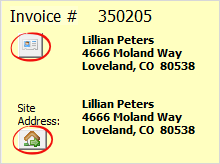 Invoice # 350205
Lillian Peters
4666 Moland Way
Loveland, CO 80538
Site
Address:
Lillian Peters
4666 Moland Way
Loveland, CO 80538